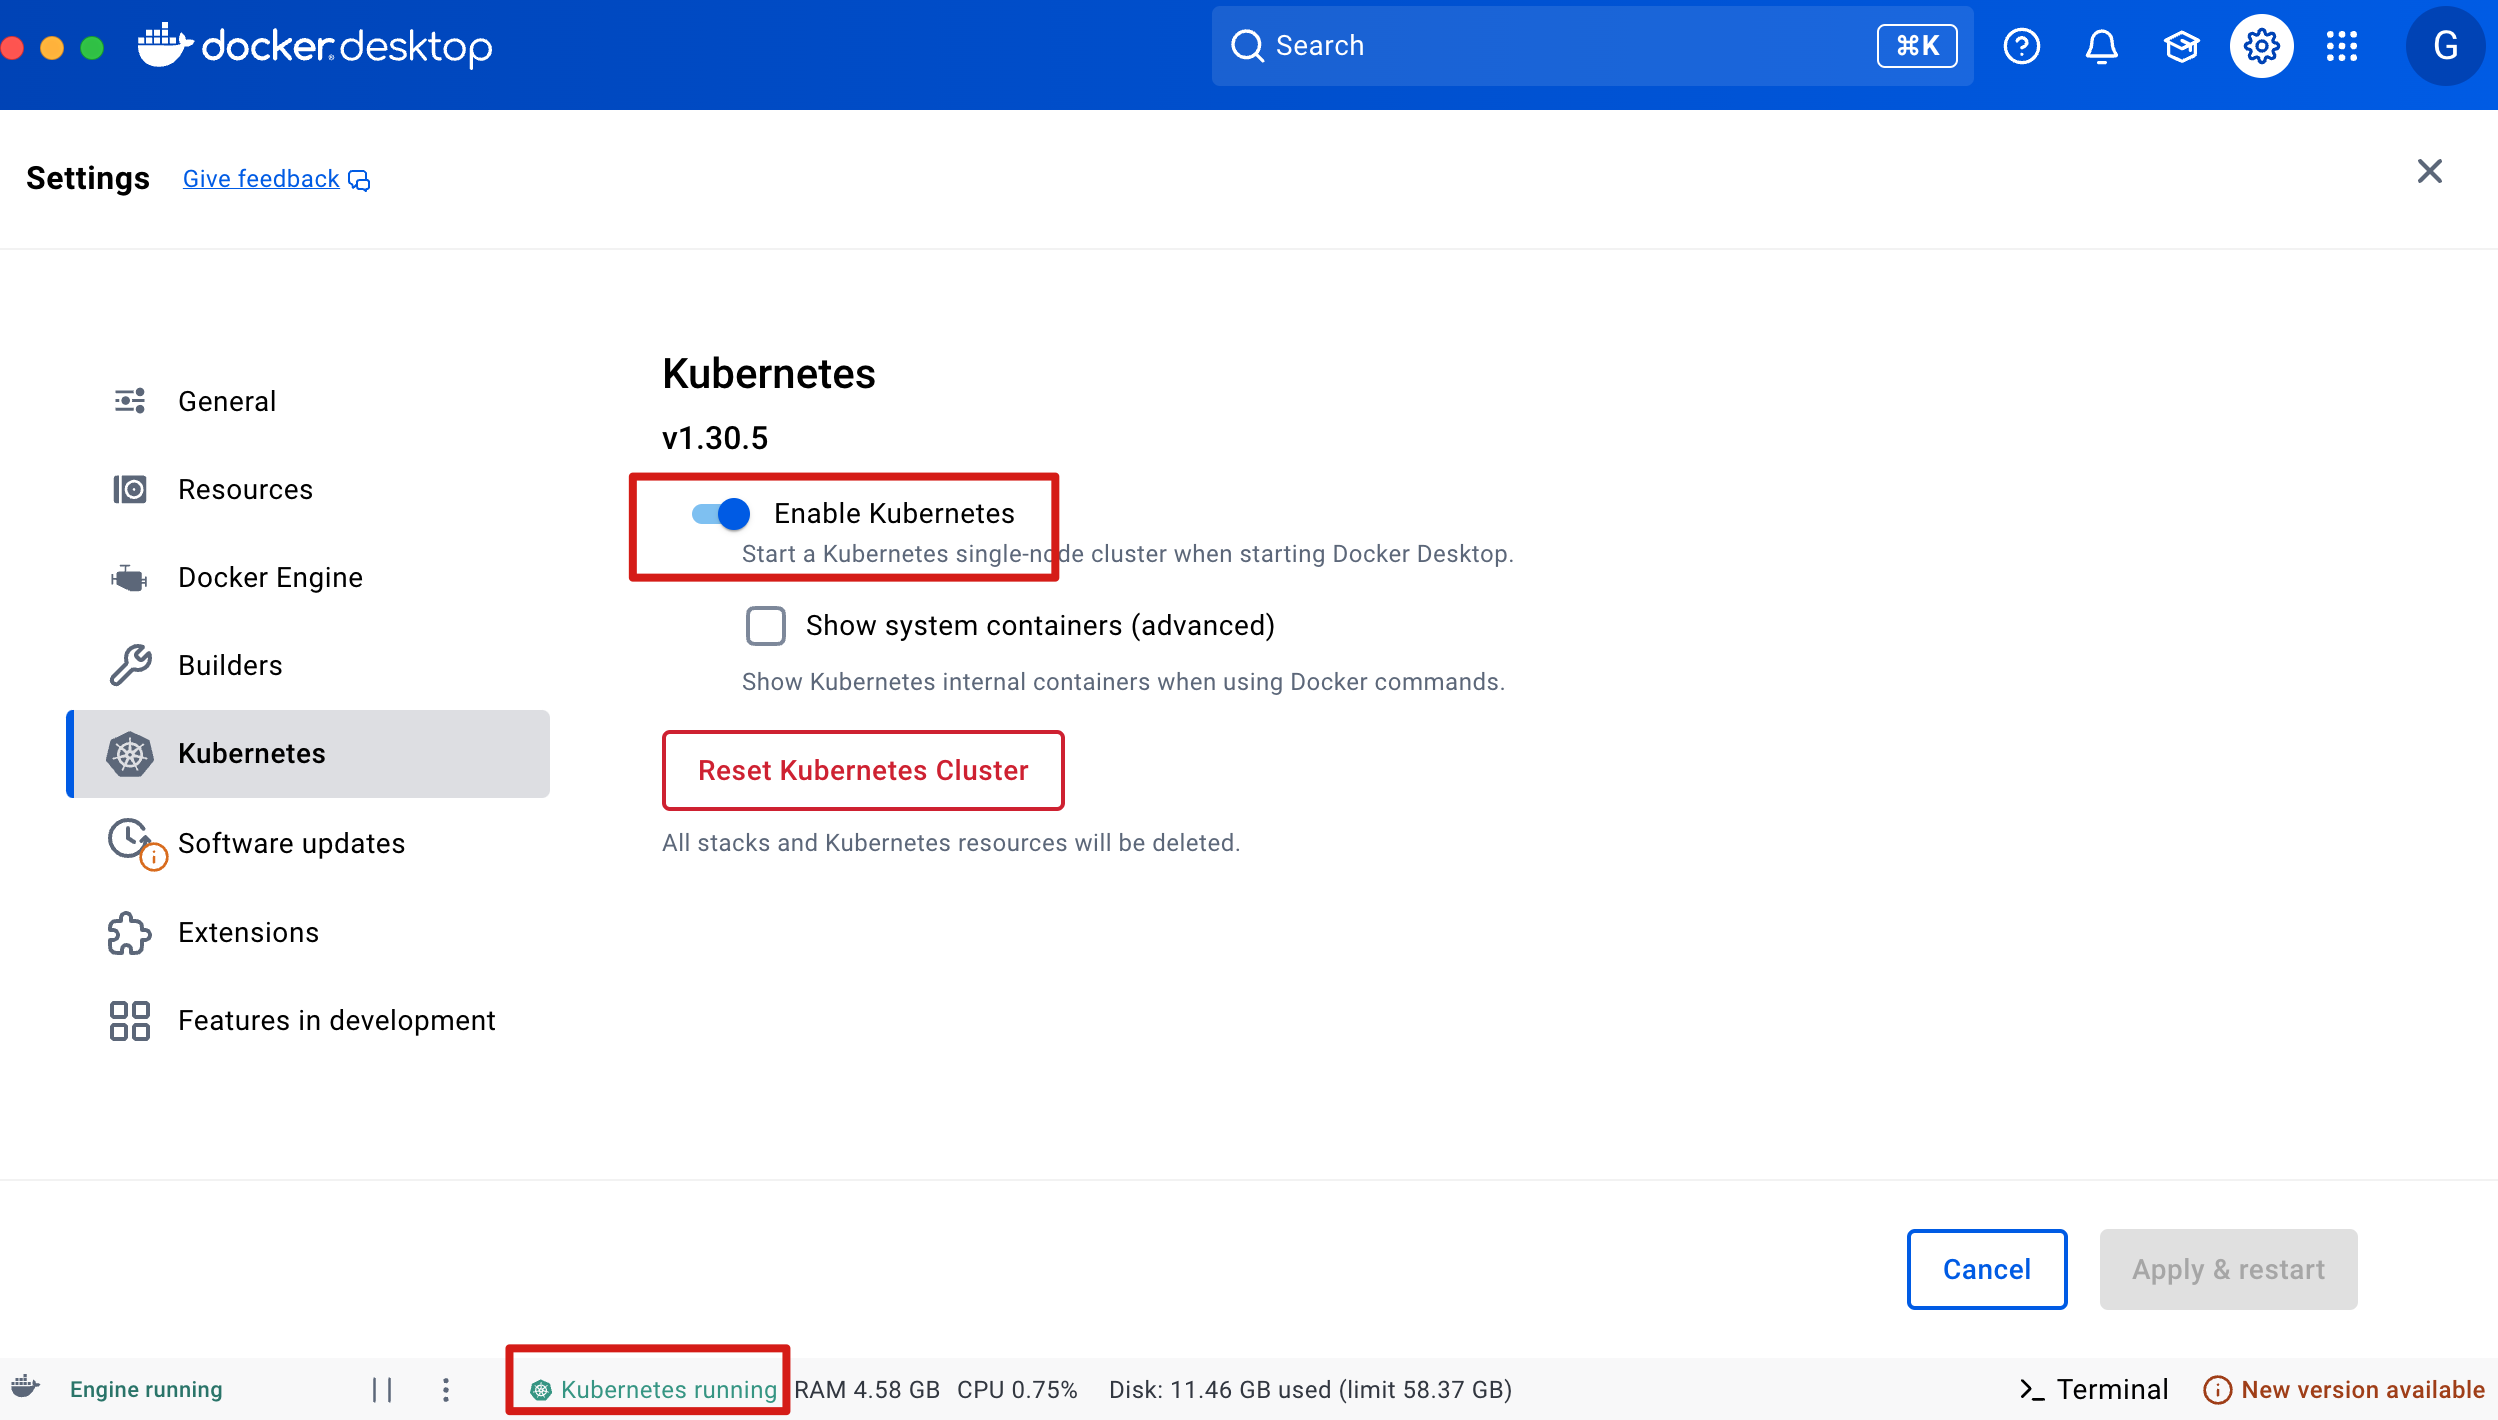 docker desktop
Search
⌘K
G
Settings
Give feedback
General
Resources
Docker Engine
Builders
Kubernetes
Software updates
Extensions
Features in development
Kubernetes
v1.30.5
Enable Kubernetes
Start a Kubernetes single-node cluster when starting Docker Desktop.
Show system containers (advanced)
Show Kubernetes internal containers when using Docker commands.
Reset Kubernetes Cluster
All stacks and Kubernetes resources will be deleted.
Cancel
Apply & restart
Engine running
Kubernetes running
RAM 4.58 GB CPU 0.75% Disk: 11.46 GB used (limit 58.37 GB)
Terminal
New version available